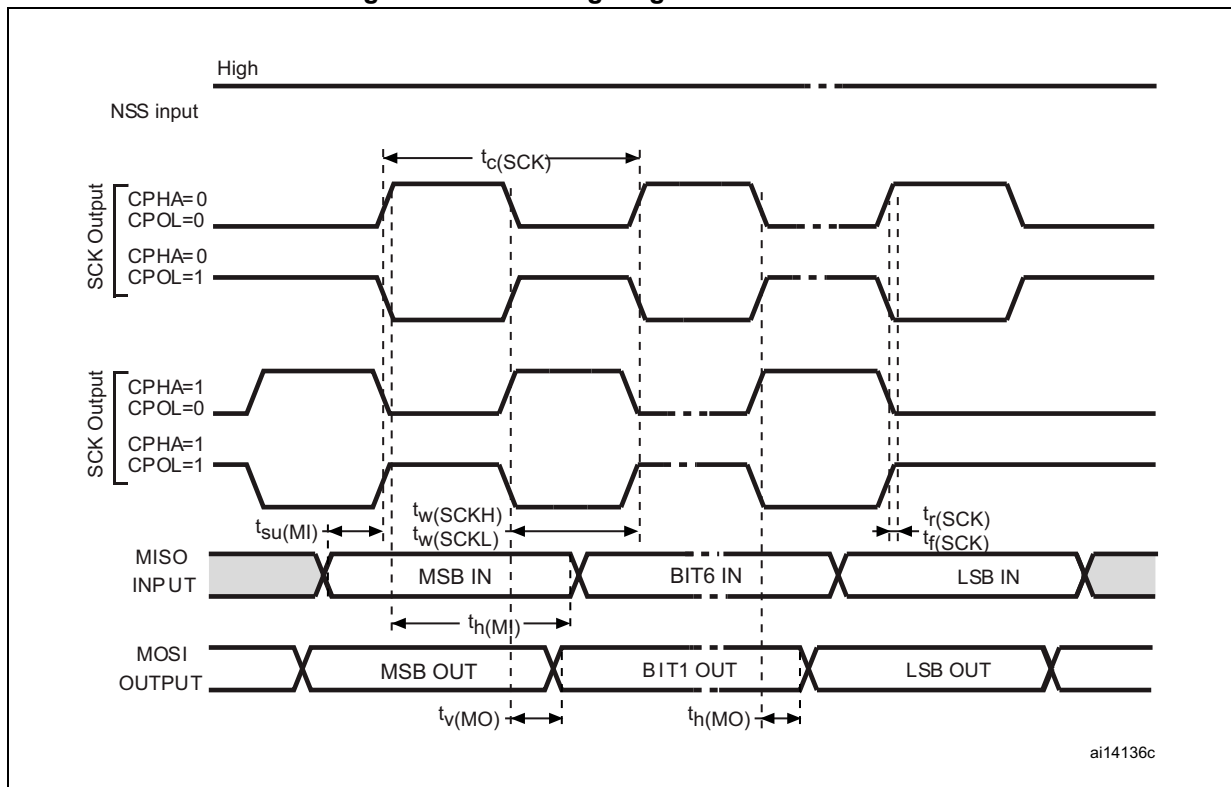 High
NSS input
tc(SCK)
SCK Output
CPHA=0
CPOL=0
CPHA=0
CPOL=1
SCK Output
CPHA=1
CPOL=0
CPHA=1
CPOL=1
tsu(MI)
tw(SCKH)
tw(SCKL)
tr(SCK)
tf(SCK)
MISO
INPUT
MSB IN
BIT6 IN
LSB IN
th(MI)
MOSI
OUTPUT
MSB OUT
BIT1 OUT
LSB OUT
tv(MO)
th(MO)
ai14136c